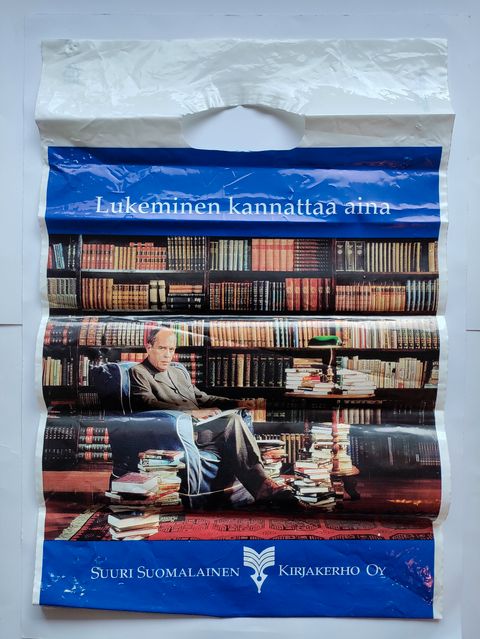 Lukeminen kannattaa aina
SUURI SUOMALAINEN KIRJAKERHO OY